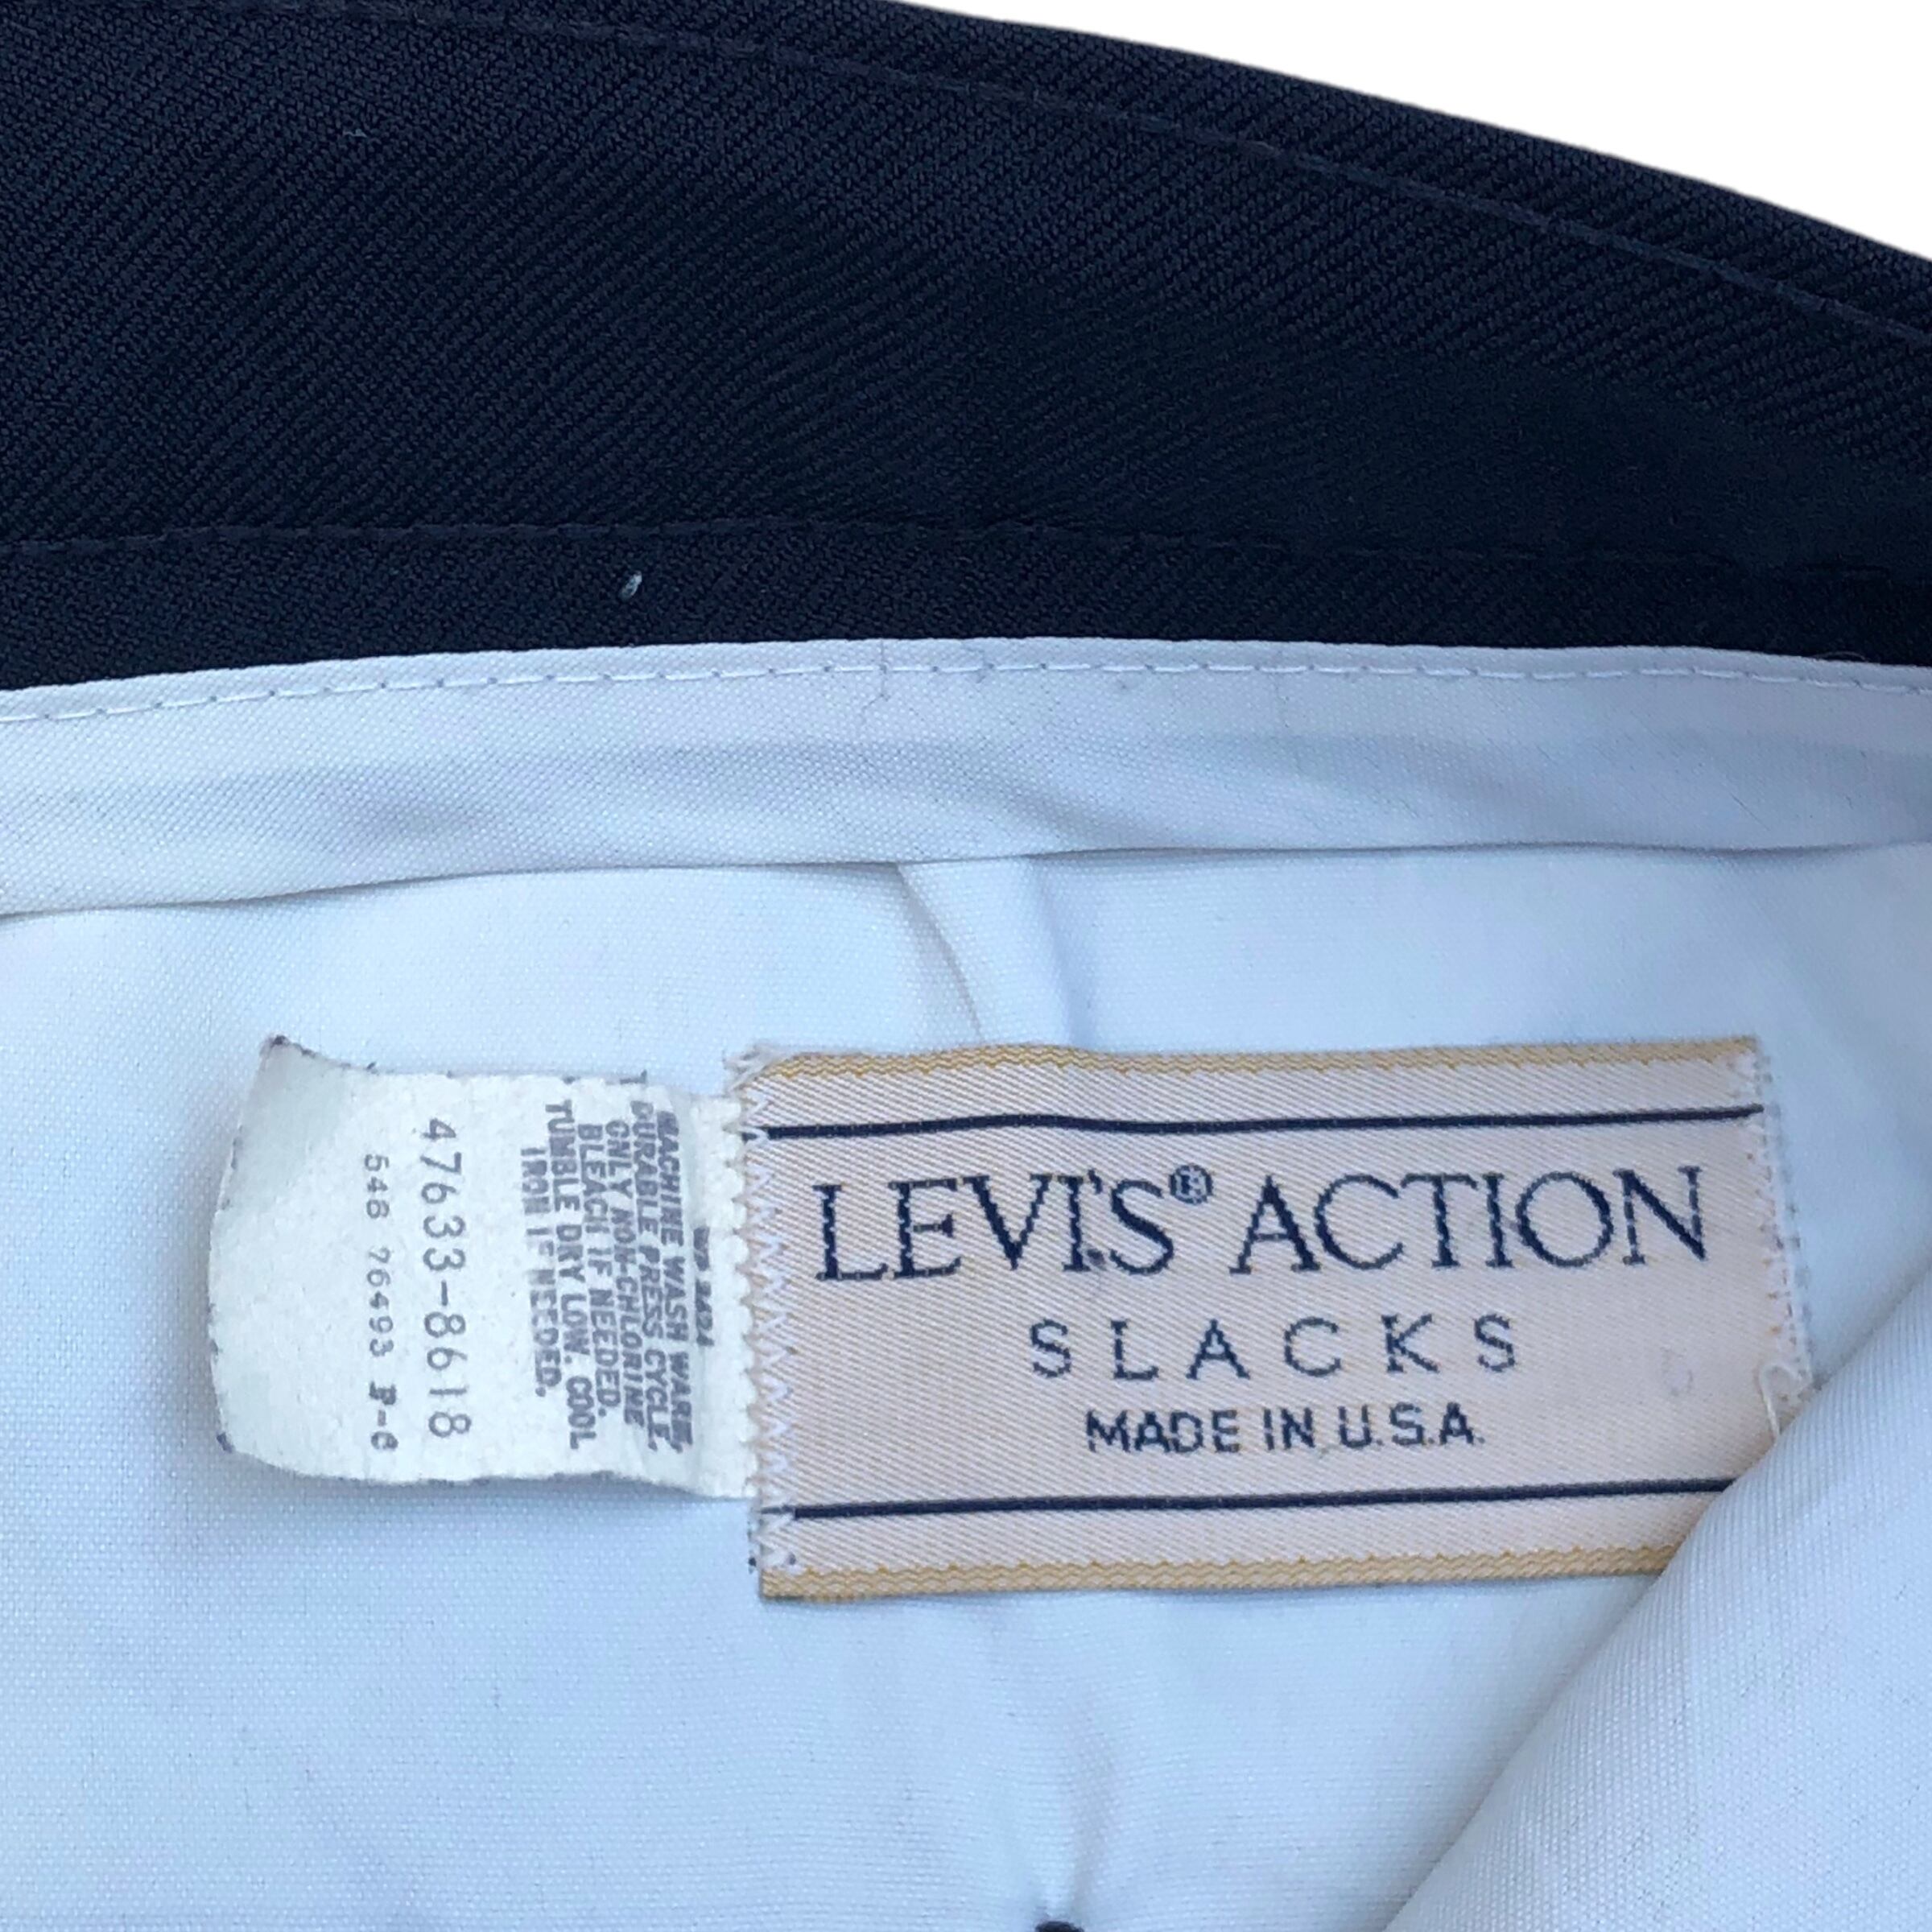 LEVI'S® ACTION
SLACKS
MADE IN U.S.A.
MACHINE WASH WARM,
DURABLE PRESS CYCLE.
ONLY NON-CHLORINE
BLEACH IF NEEDED.
TUMBLE DRY LOW. COOL
IRON IF NEEDED.
47633-8618
548 76493 P-6